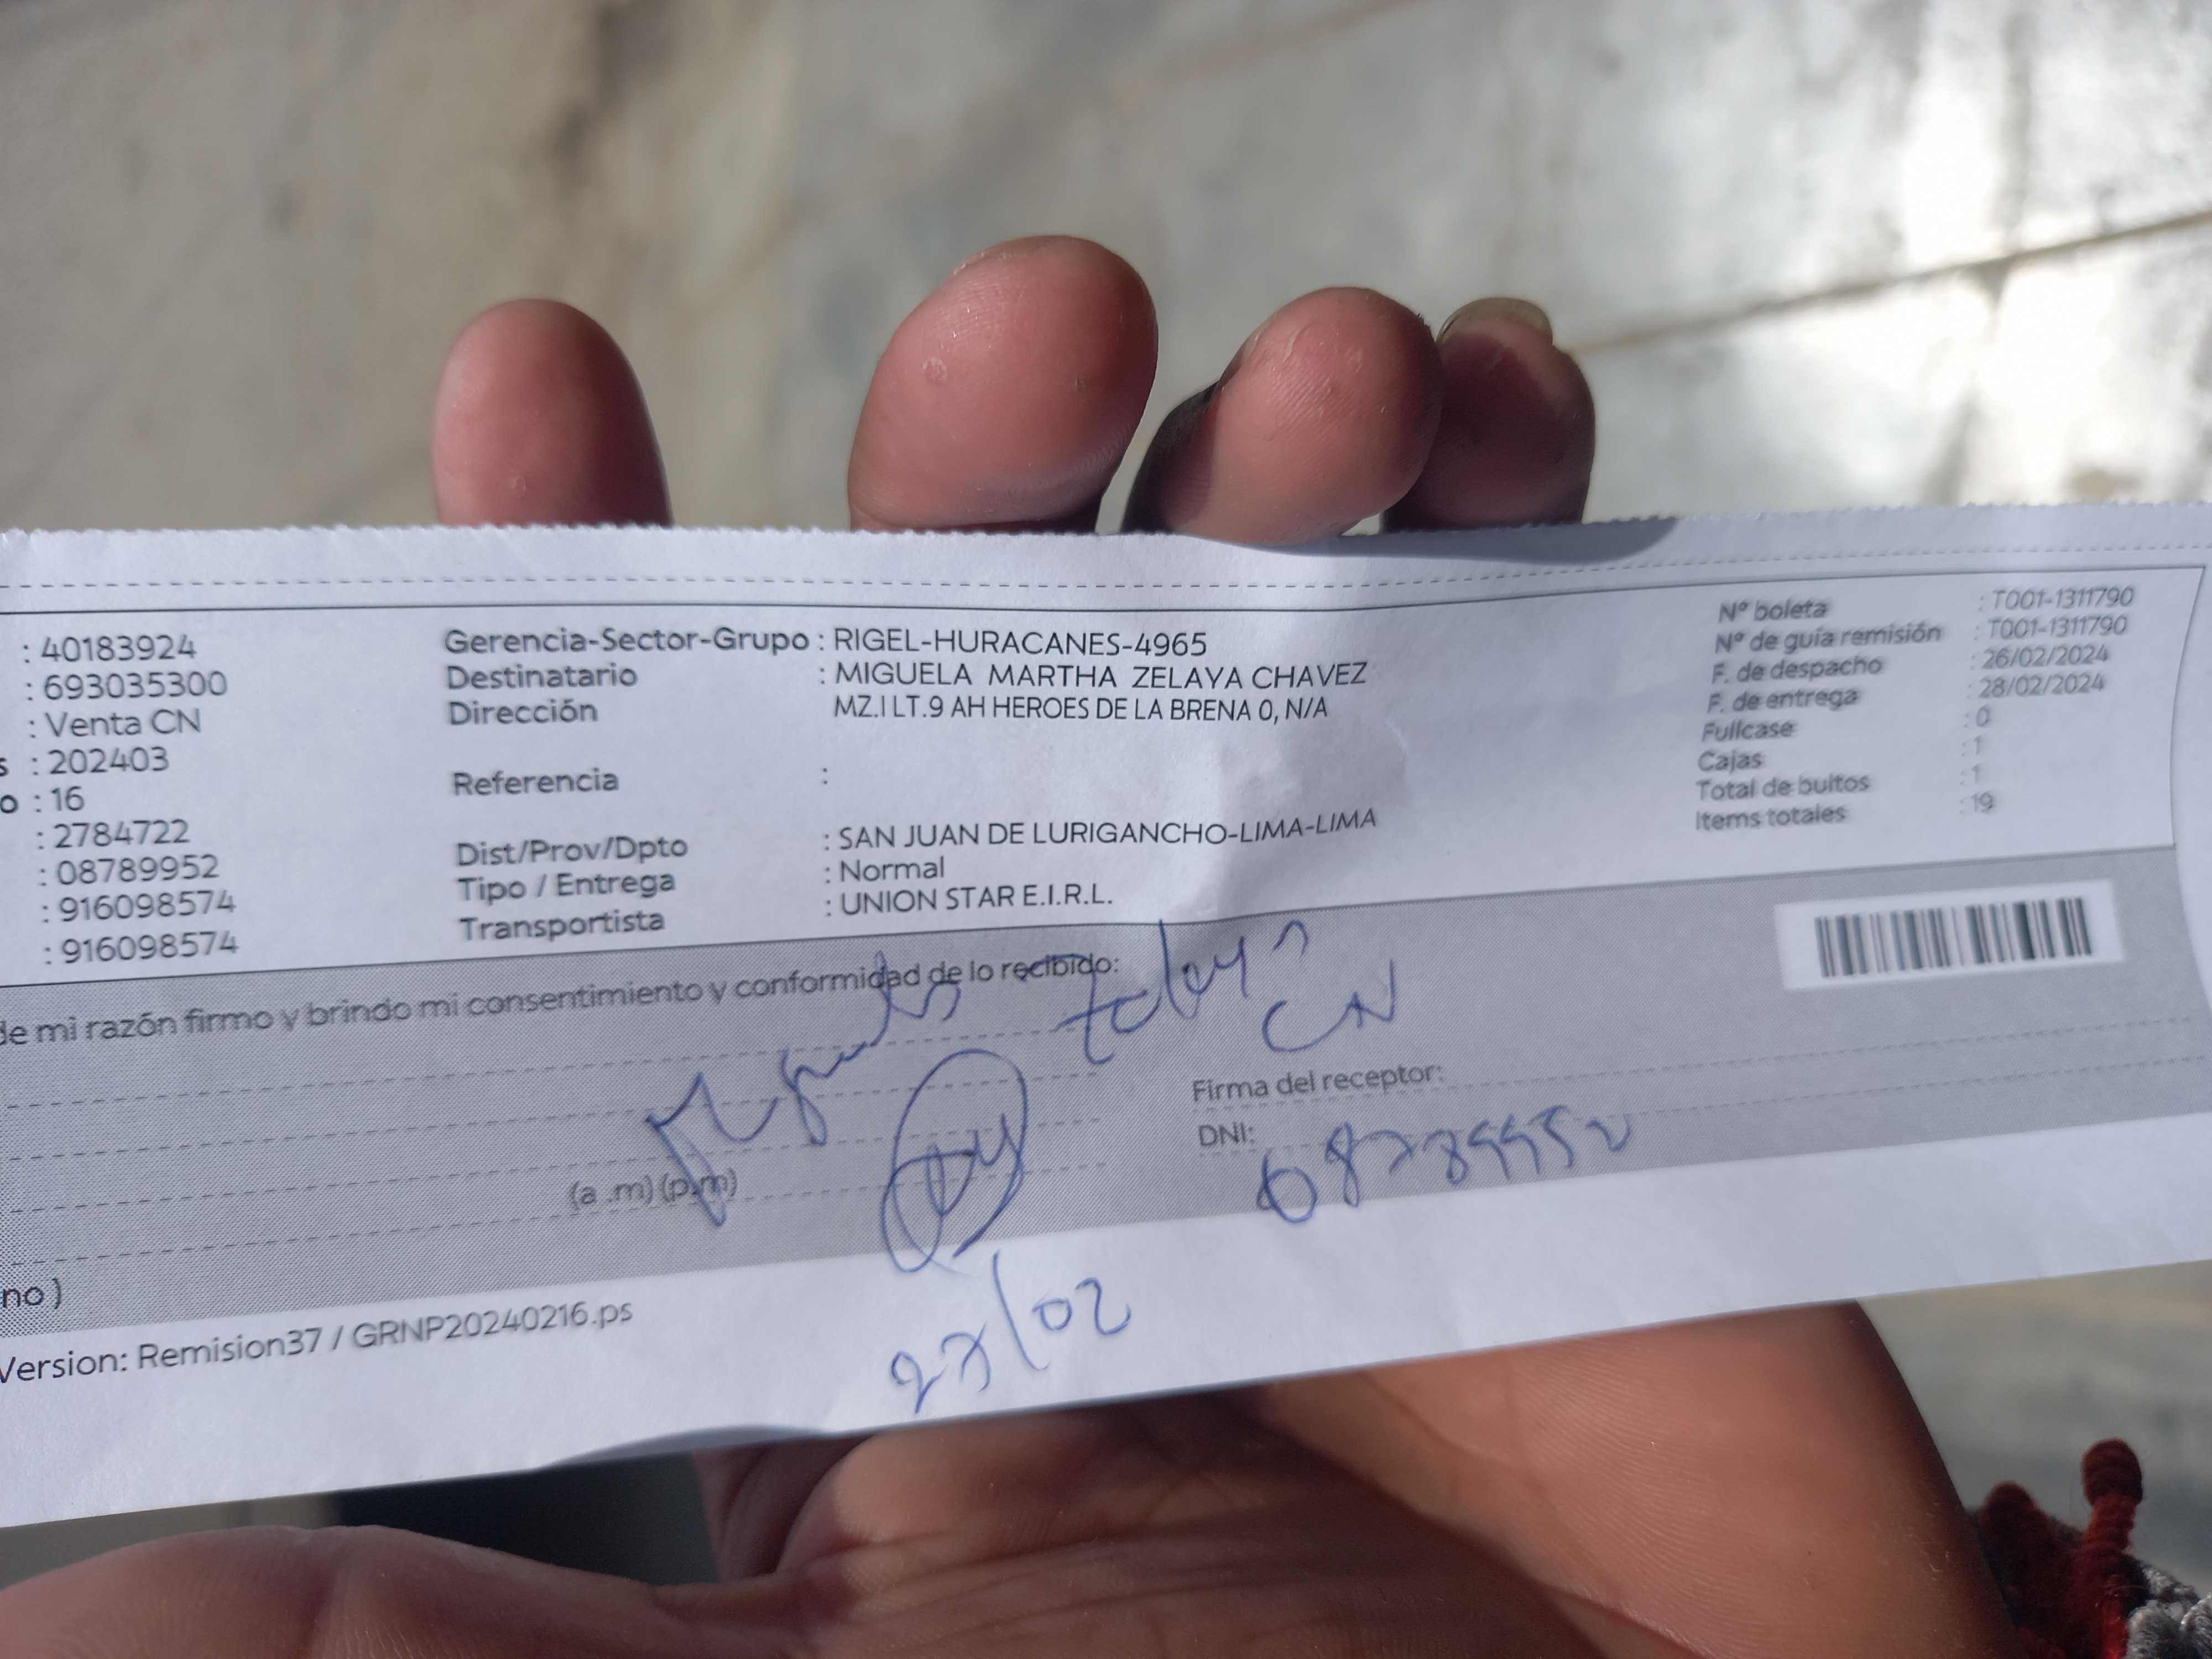 : 40183924
: 693035300
: Venta CN
s : 202403
o : 16
: 2784722
: 08789952
: 916098574
: 916098574
Gerencia-Sector-Grupo : RIGEL-HURACANES-4965
Destinatario : MIGUELA MARTHA ZELAYA CHAVEZ
Dirección MZ.I LT.9 AH HEROES DE LA BRENA 0, N/A
Referencia :
Dist/Prov/Dpto : SAN JUAN DE LURIGANCHO-LIMA-LIMA
Tipo / Entrega : Normal
Transportista : UNION STAR E.I.R.L.
Nº boleta : T001-1311790
Nº de guía remisión : T001-1311790
F. de despacho : 26/02/2024
F. de entrega : 28/02/2024
Fullcase : 0
Cajas : 1
Total de bultos : 1
Items totales : 19
de mi razón firmo y brindo mi consentimiento y conformidad de lo recibido:
Miguela Zelaya
CN
Firma del receptor:
DNI: 08789952
(a .m) (p.m)
no )
27/02
Version: Remision37 / GRNP20240216.ps